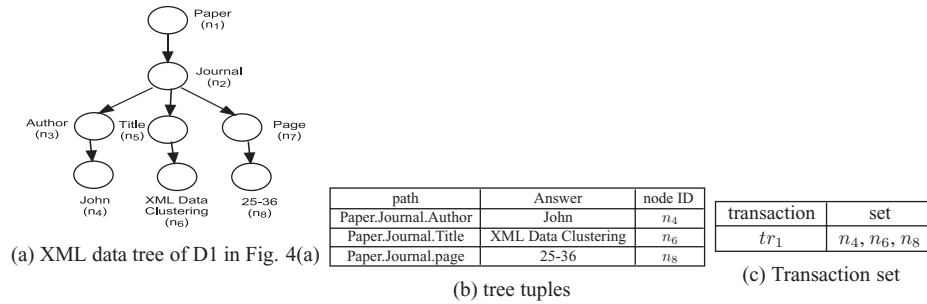 Paper
(n1)
Journal
(n2)
Author
(n3)
Title
(n5)
Page
(n7)
John
(n4)
XML Data
Clustering
(n6)
25-36
(n8)
(a) XML data tree of D1 in Fig. 4(a)
path Answer node ID
Paper.Journal.Author John n4
Paper.Journal.Title XML Data Clustering n6
Paper.Journal.page 25-36 n8
(b) tree tuples
transaction set
tr1 n4, n6, n8
(c) Transaction set